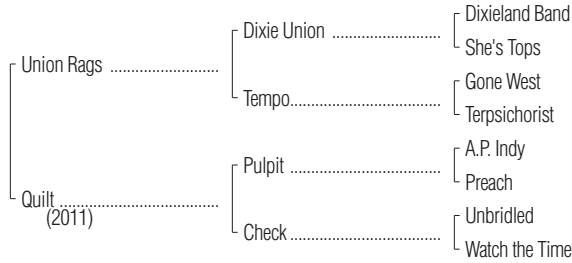 Dixieland Band
Dixie Union ..............................
She's Tops
Union Rags ..............................
Gone West
Tempo..............................
Terpsichorist
A.P. Indy
Pulpit ..............................
Preach
Quilt ..............................
(2011)
Unbridled
Check ..............................
Watch the Time